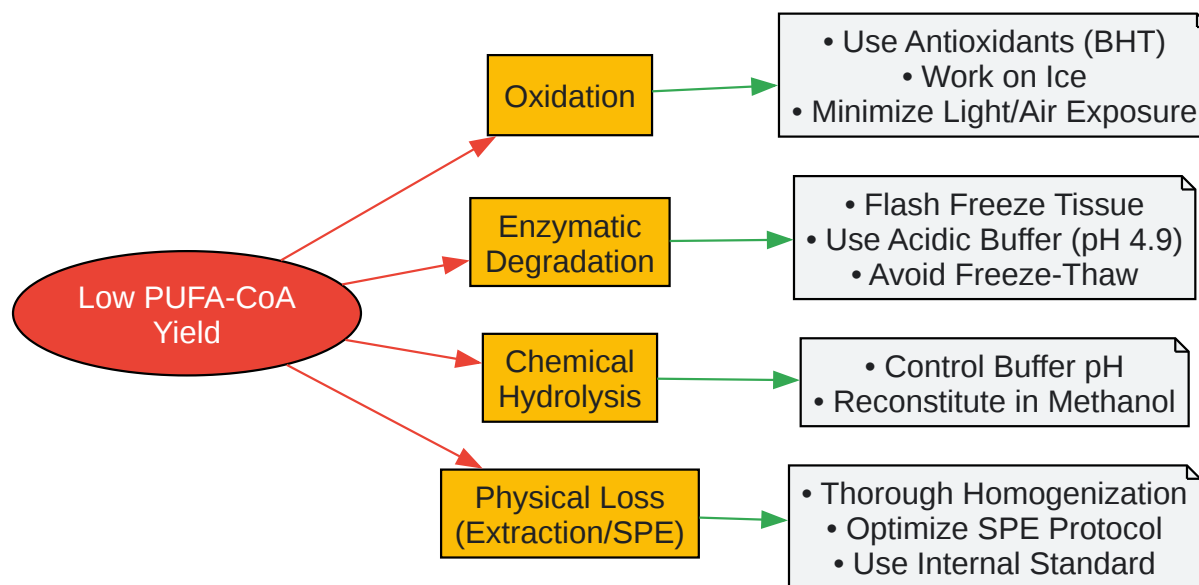 Low PUFA-CoA
Yield
Oxidation
• Use Antioxidants (BHT)
• Work on Ice
• Minimize Light/Air Exposure
Enzymatic
Degradation
• Flash Freeze Tissue
• Use Acidic Buffer (pH 4.9)
• Avoid Freeze-Thaw
Chemical
Hydrolysis
• Control Buffer pH
• Reconstitute in Methanol
Physical Loss
(Extraction/SPE)
• Thorough Homogenization
• Optimize SPE Protocol
• Use Internal Standard